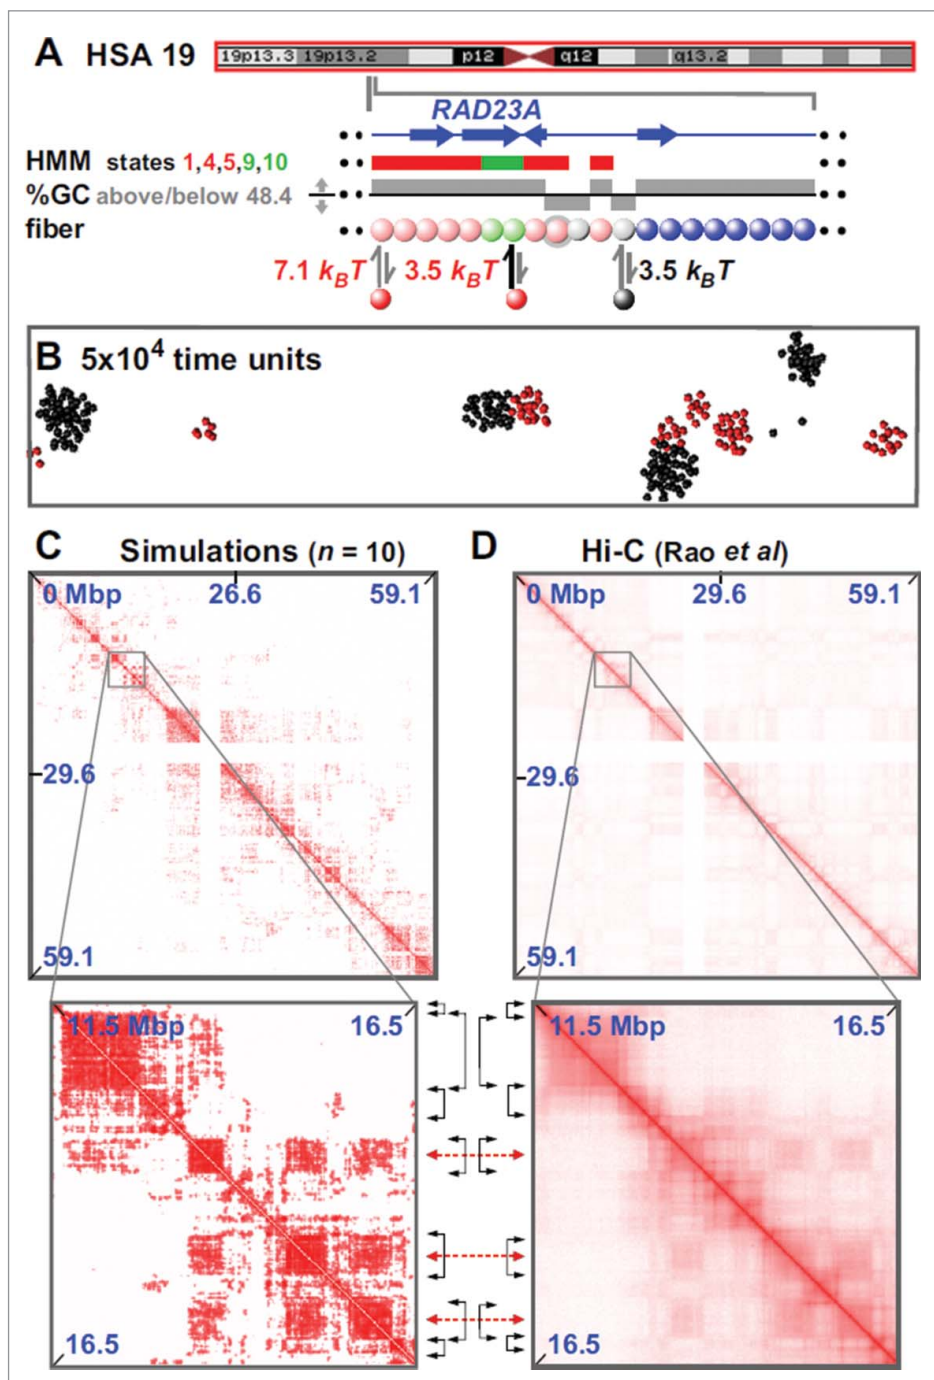 A HSA 19
19p13.3 19p13.2 p12 q12 q13.2
RAD23A
HMM states 1,4,5,9,10
%GC above/below 48.4
fiber
7.1 kBT 3.5 kBT 3.5 kBT
B 5x10^4 time units
C Simulations (n = 10) D Hi-C (Rao et al)
0 Mbp 26.6 59.1 0 Mbp 29.6 59.1
29.6 29.6
59.1 59.1
11.5 Mbp 16.5 11.5 Mbp 16.5
16.5 16.5